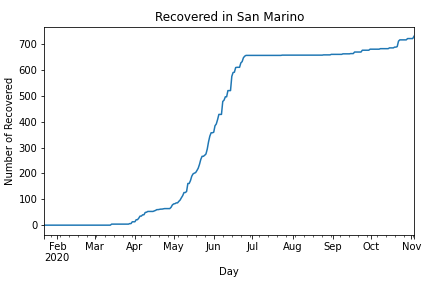 Recovered in San Marino
Number of Recovered
700
600
500
400
300
200
100
0
Feb Mar Apr May Jun Jul Aug Sep Oct Nov
2020
Day